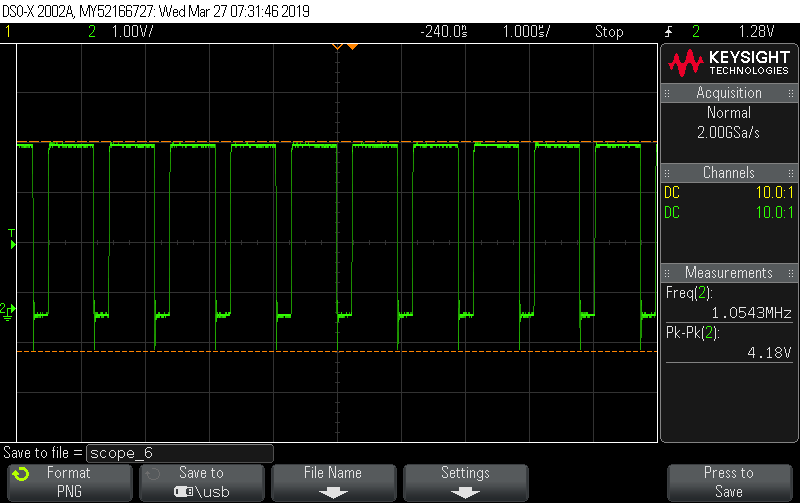 DSO-X 2002A, MY52166727: Wed Mar 27 07:31:46 2019
1 2 1.00V/ -240.0ns 1.000us/ Stop 2 1.28V
KEYSIGHT
TECHNOLOGIES
Acquisition
Normal
2.00GSa/s
Channels
DC 10.0:1
DC 10.0:1
T
2
Measurements
Freq(2):
1.0543MHz
Pk-Pk(2):
4.18V
Save to file = scope_6
Format
PNG
Save to
\usb
File Name
Settings
Press to
Save